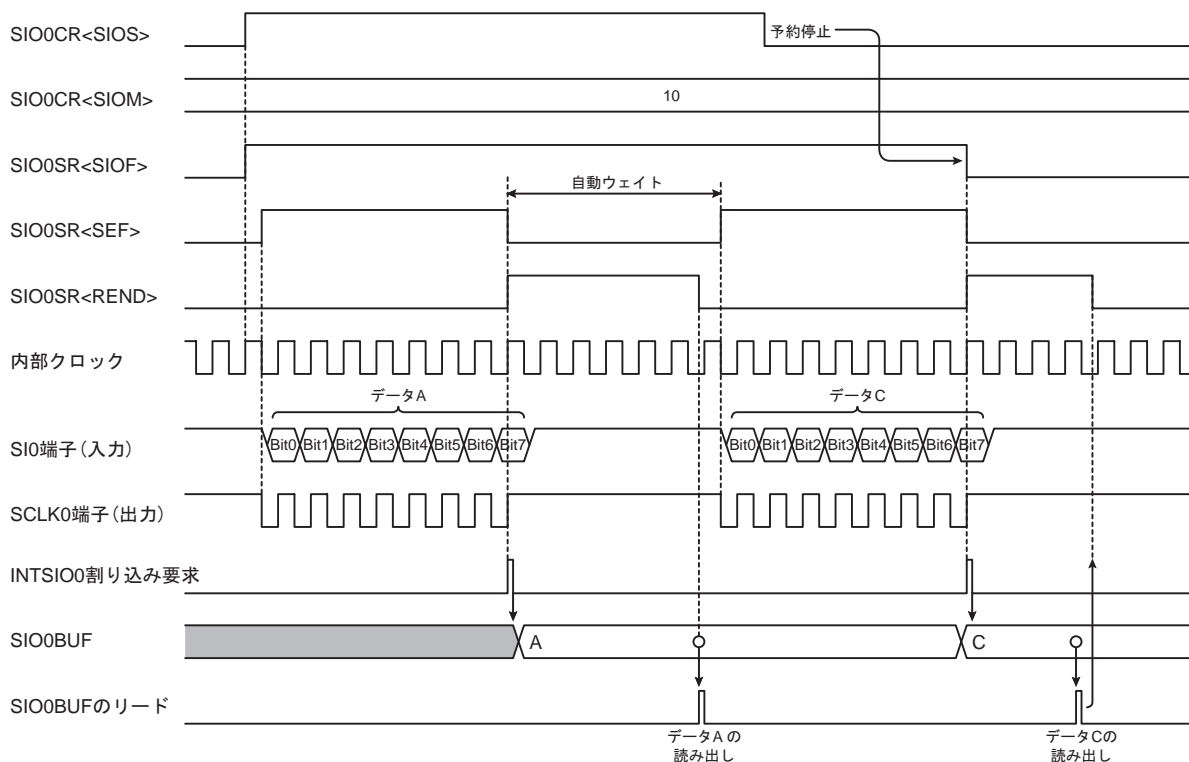 SIO0CR<SIOS>
予約停止
SIO0CR<SIOM>
10
SIO0SR<SIOF>
自動ウェイト
SIO0SR<SEF>
SIO0SR<REND>
内部クロック
データA
データC
SI0端子(入力)
Bit0 Bit1 Bit2 Bit3 Bit4 Bit5 Bit6 Bit7
Bit0 Bit1 Bit2 Bit3 Bit4 Bit5 Bit6 Bit7
SCLK0端子(出力)
INTSIO0割り込み要求
SIO0BUF
A
C
SIO0BUFのリード
データAの
読み出し
データCの
読み出し